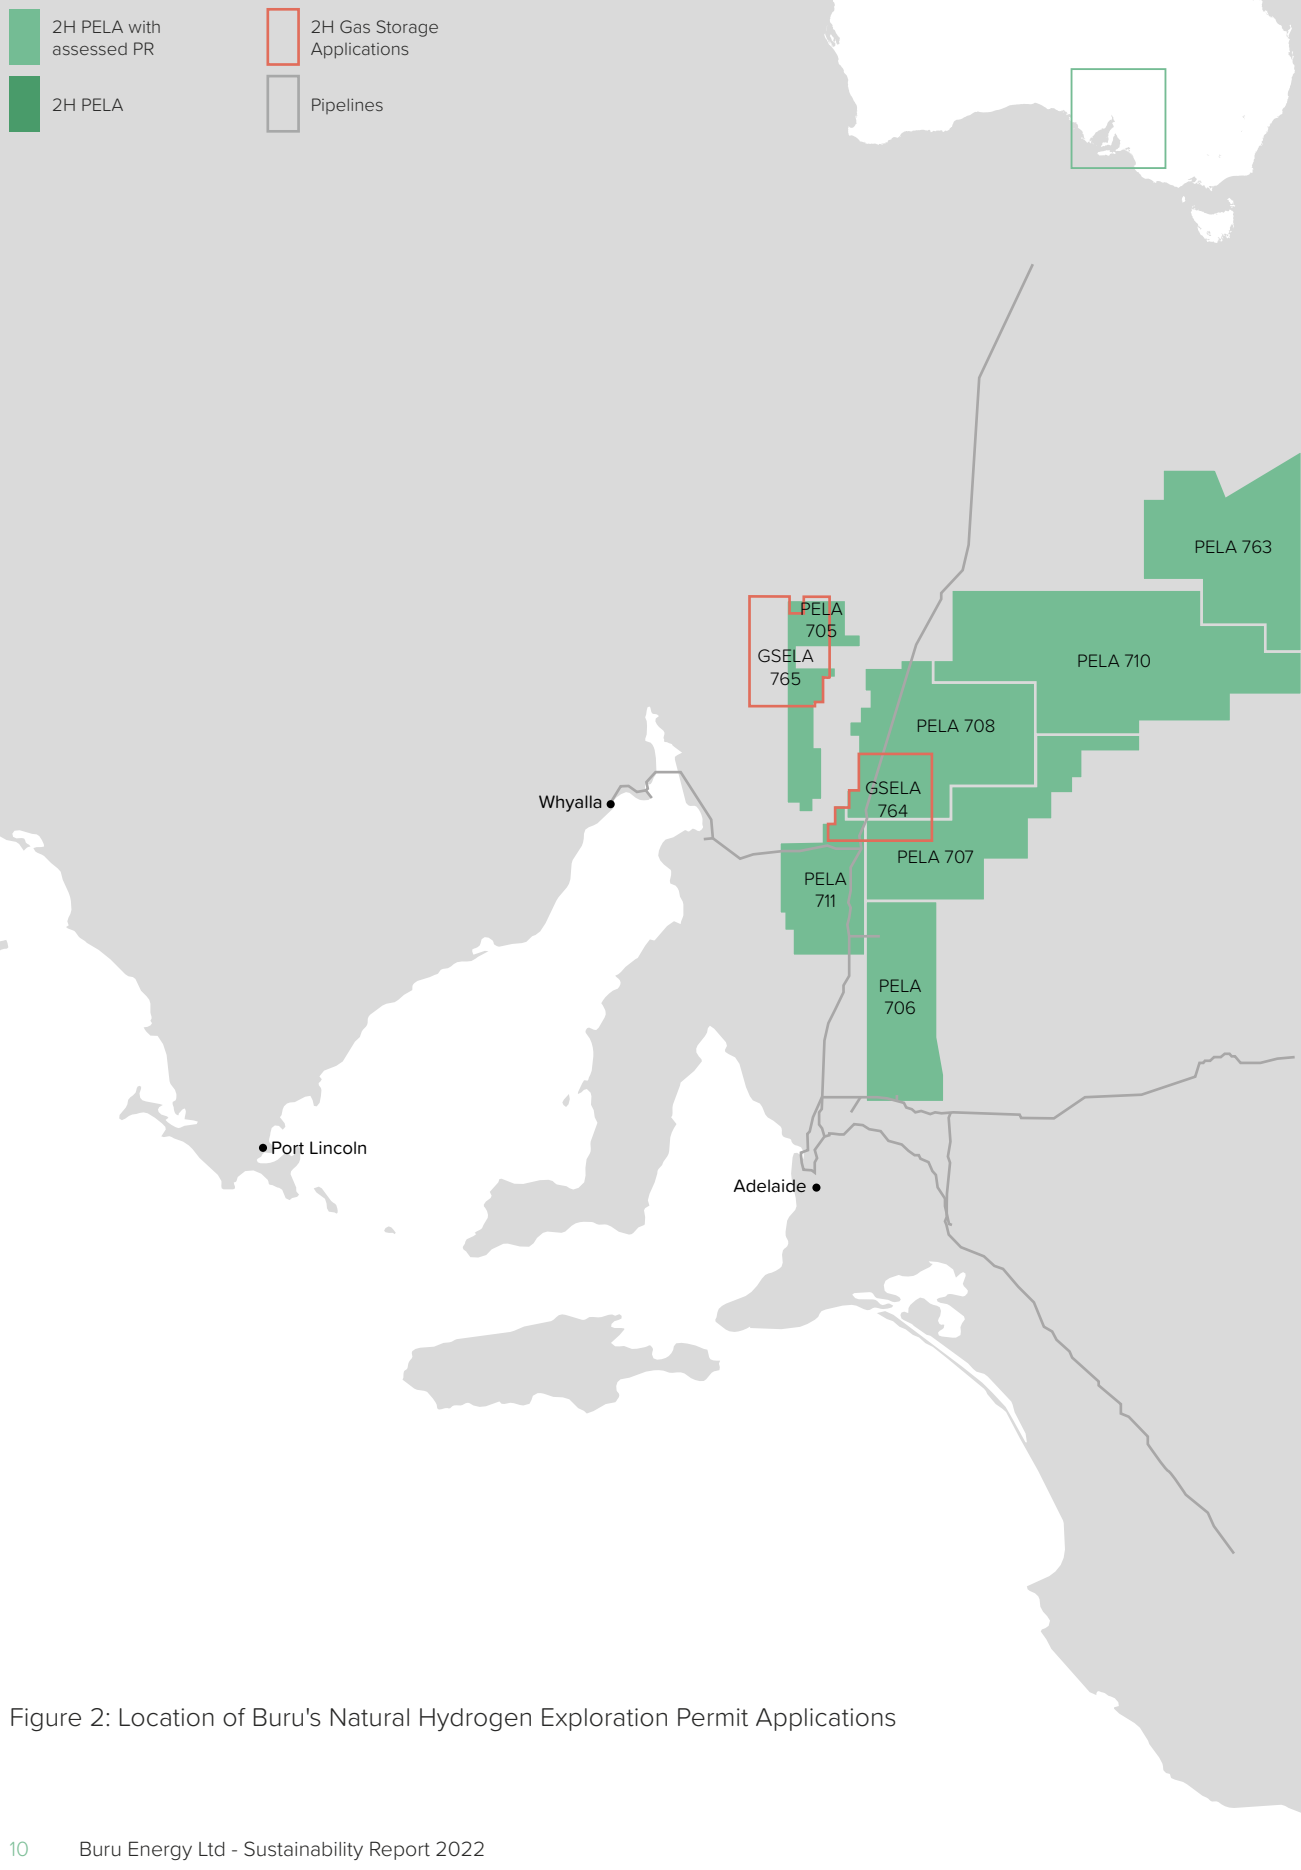 2H PELA with
assessed PR
2H PELA
2H Gas Storage
Applications
Pipelines
PELA 763
PELA
705
GSELA
765
PELA 710
PELA 708
GSELA
764
Whyalla
PELA 707
PELA
711
PELA
706
Port Lincoln
Adelaide
Figure 2: Location of Buru's Natural Hydrogen Exploration Permit Applications
10 Buru Energy Ltd - Sustainability Report 2022